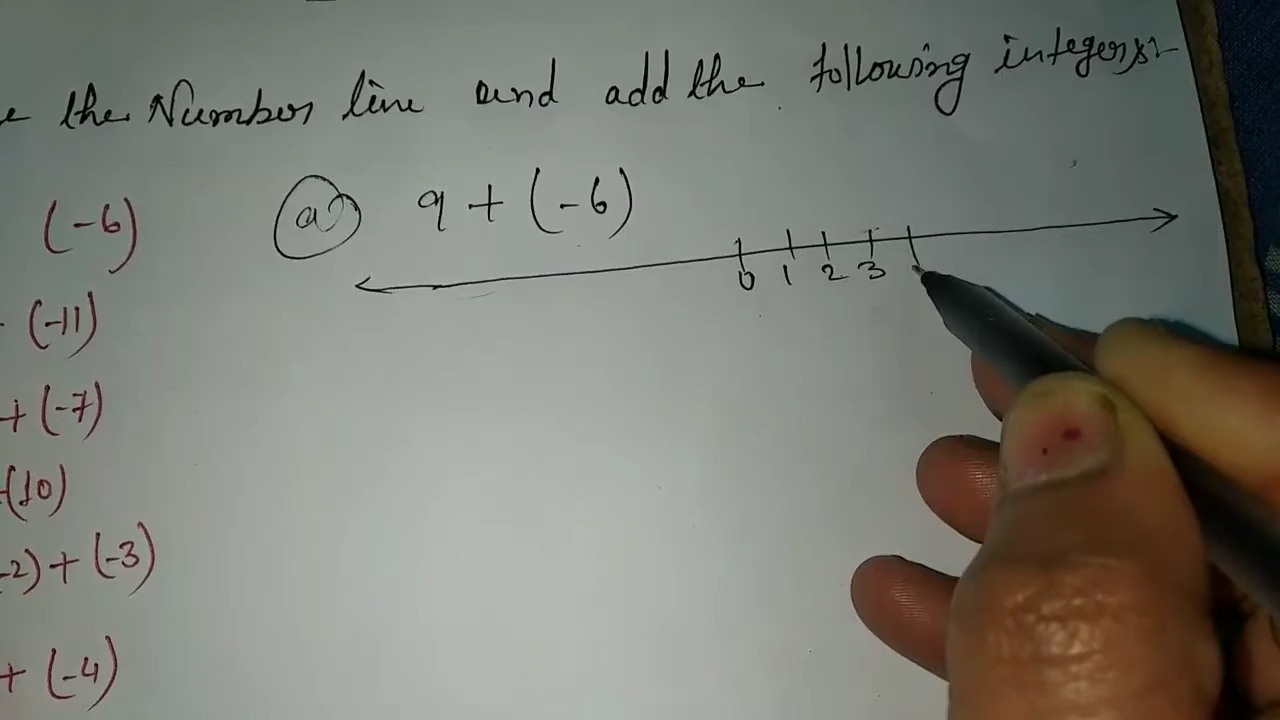 e the Number line and add the following integers:-
(-6)
(a) 9 + (-6)
0 1 2 3
(-11)
+ (-7)
(10)
-2) + (-3)
+ (-4)